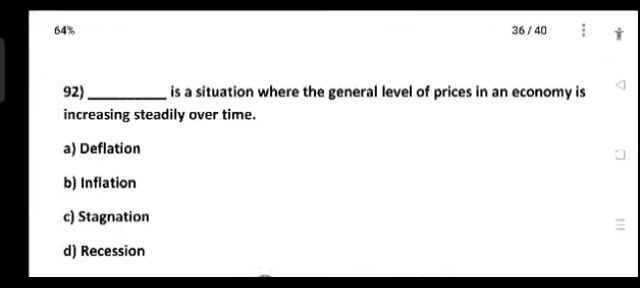 64%
36 / 40
92) __________ is a situation where the general level of prices in an economy is
increasing steadily over time.
a) Deflation
b) Inflation
c) Stagnation
d) Recession